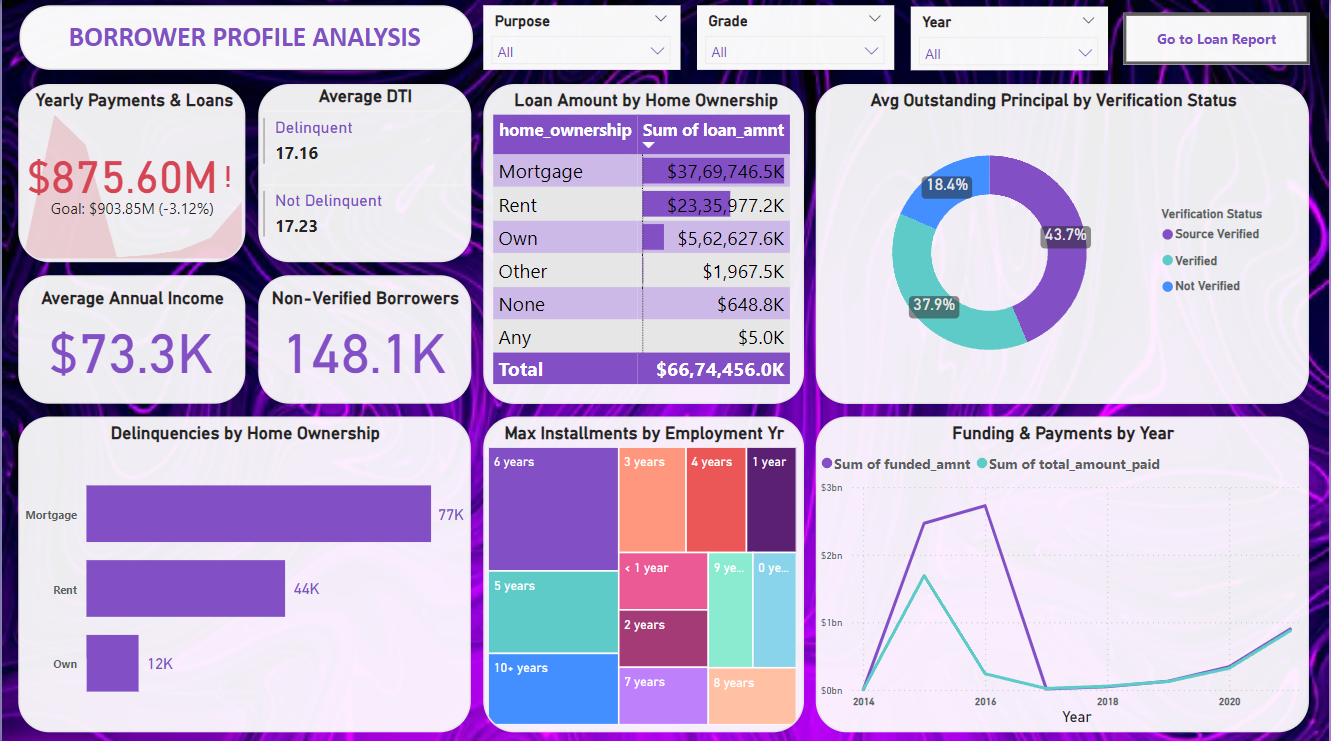 BORROWER PROFILE ANALYSIS
Purpose
All
Grade
All
Year
All
Go to Loan Report
Yearly Payments & Loans
$875.60M!
Goal: $903.85M (-3.12%)
Average DTI
Delinquent
17.16
Not Delinquent
17.23
Average Annual Income
$73.3K
Non-Verified Borrowers
148.1K
Loan Amount by Home Ownership
home_ownership Sum of loan_amnt
Mortgage $37,69,746.5K
Rent $23,35,977.2K
Own $5,62,627.6K
Other $1,967.5K
None $648.8K
Any $5.0K
Total $66,74,456.0K
Avg Outstanding Principal by Verification Status
18.4%
43.7%
37.9%
Verification Status
Source Verified
Verified
Not Verified
Delinquencies by Home Ownership
Mortgage 77K
Rent 44K
Own 12K
Max Installments by Employment Yr
6 years
3 years
4 years
1 year
5 years
< 1 year
9 ye...
0 ye...
2 years
10+ years
7 years
8 years
Funding & Payments by Year
Sum of funded_amnt Sum of total_amount_paid
$3bn
$2bn
$1bn
$0bn
2014 2016 2018 2020
Year